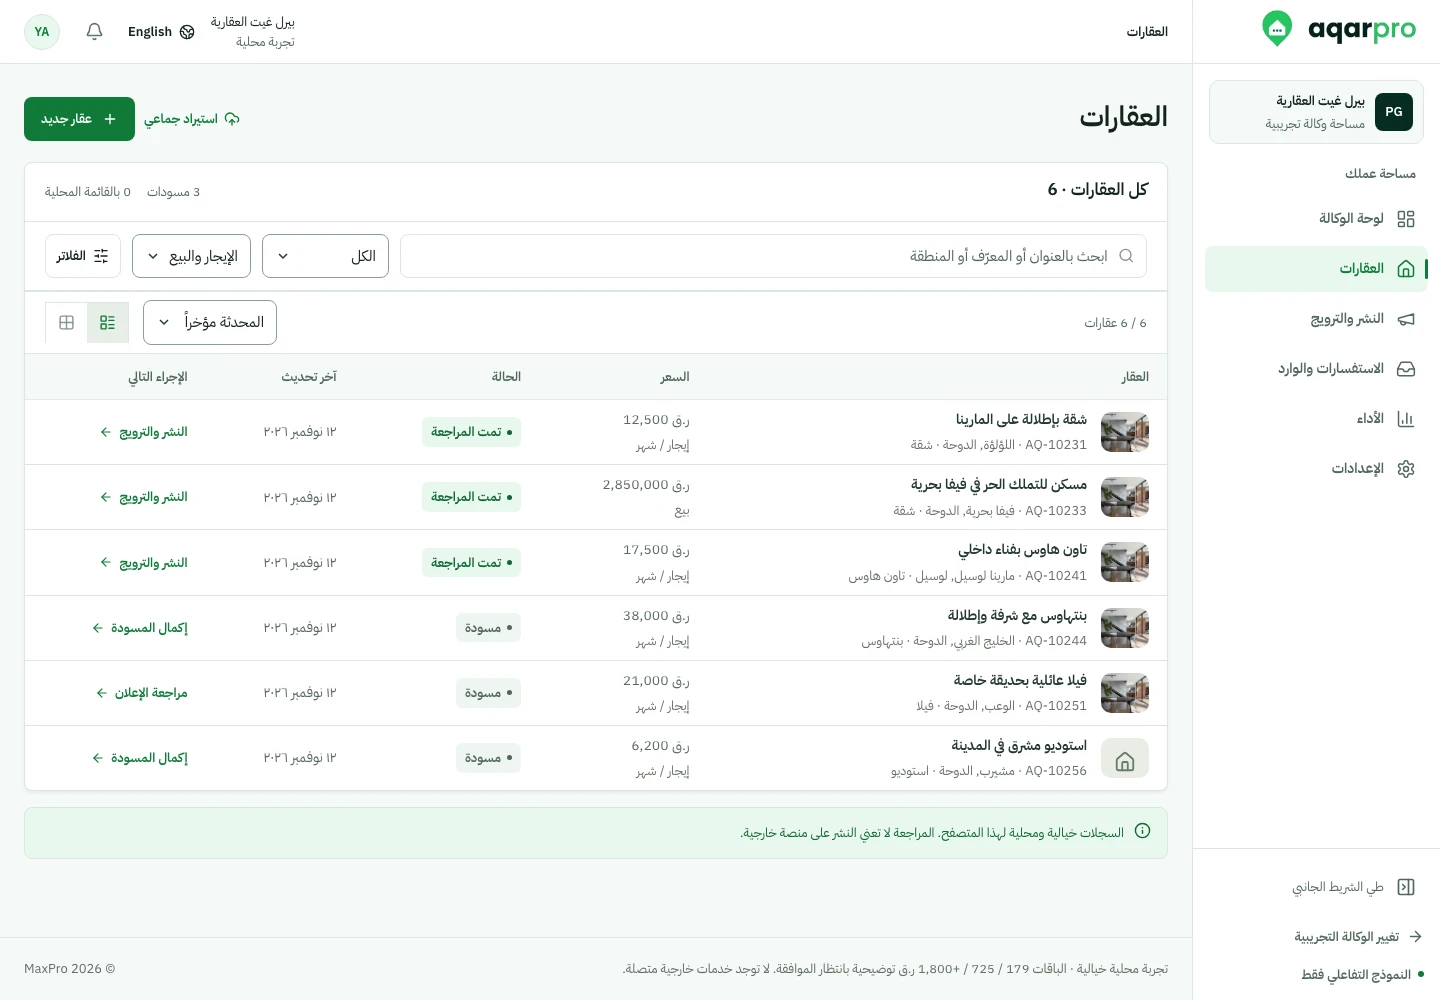 aqarpro
PG
بيرل غيت العقارية
مساحة وكالة تجريبية
مساحة عملك
لوحة الوكالة
العقارات
النشر والترويج
الاستفسارات والوارد
الأداء
الإعدادات
طي الشريط الجانبي
تغيير الوكالة التجريبية
النموذج التفاعلي فقط
العقارات
بيرل غيت العقارية
تجربة محلية
English
YA
العقارات
استيراد جماعي
عقار جديد
كل العقارات · 6
3 مسودات
0 بالقائمة المحلية
ابحث بالعنوان أو المعرّف أو المنطقة
الكل
الإيجار والبيع
الفلاتر
6 / 6 عقارات
المحدثة مؤخراً
العقار السعر الحالة آخر تحديث الإجراء التالي
شقة بإطلالة على المارينا
AQ-10231 · اللؤلؤة, الدوحة · شقة
ر.ق 12,500
إيجار / شهر
تمت المراجعة
١٢ نوفمبر ٢٠٢٦
النشر والترويج
مسكن للتملك الحر في فيفا بحرية
AQ-10233 · فيفا بحرية, الدوحة · شقة
ر.ق 2,850,000
بيع
تمت المراجعة
١٢ نوفمبر ٢٠٢٦
النشر والترويج
تاون هاوس بفناء داخلي
AQ-10241 · مارينا لوسيل, لوسيل · تاون هاوس
ر.ق 17,500
إيجار / شهر
تمت المراجعة
١٢ نوفمبر ٢٠٢٦
النشر والترويج
بنتهاوس مع شرفة وإطلالة
AQ-10244 · الخليج الغربي, الدوحة · بنتهاوس
ر.ق 38,000
إيجار / شهر
مسودة
١٢ نوفمبر ٢٠٢٦
إكمال المسودة
فيلا عائلية بحديقة خاصة
AQ-10251 · الوعب, الدوحة · فيلا
ر.ق 21,000
إيجار / شهر
مسودة
١٢ نوفمبر ٢٠٢٦
مراجعة الإعلان
استوديو مشرق في المدينة
AQ-10256 · مشيرب, الدوحة · استوديو
ر.ق 6,200
إيجار / شهر
مسودة
١٢ نوفمبر ٢٠٢٦
إكمال المسودة
السجلات خيالية ومحلية لهذا المتصفح. المراجعة لا تعني النشر على منصة خارجية.
تجربة محلية خيالية · الباقات 179 / 725 / +1,800 ر.ق توضيحية بانتظار الموافقة. لا توجد خدمات خارجية متصلة.
© 2026 MaxPro